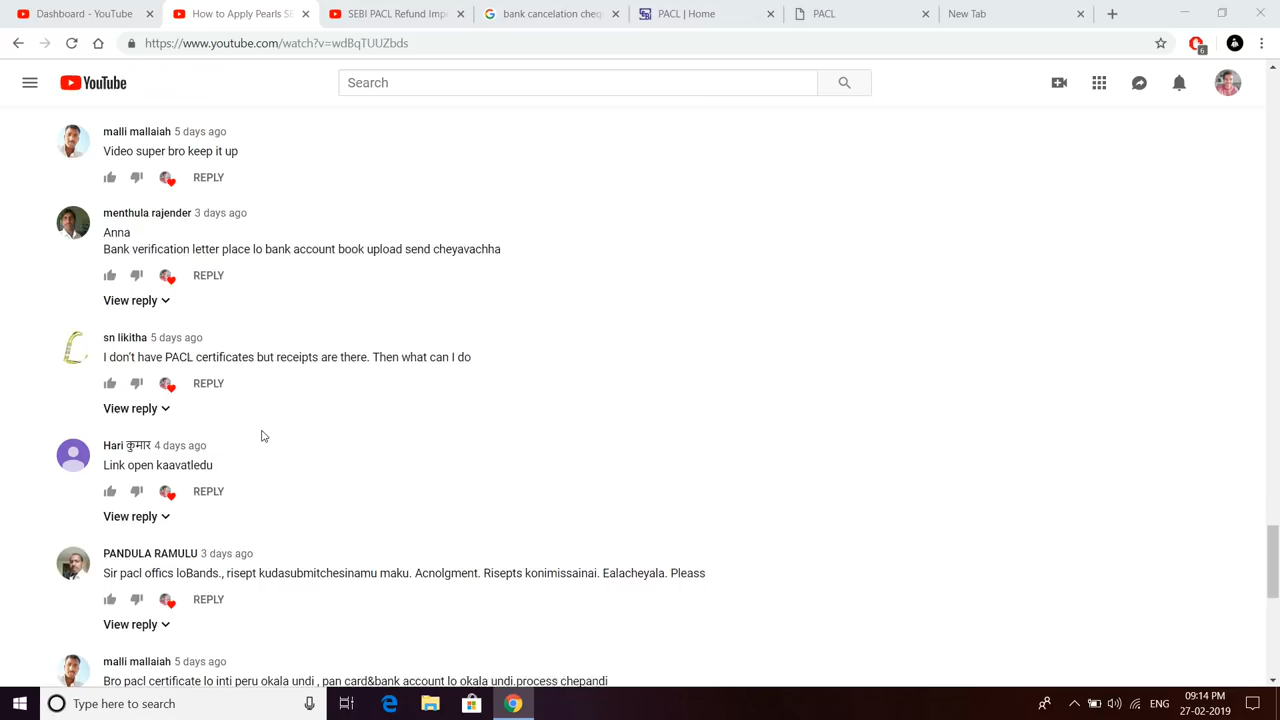 Dashboard - YouTube
How to Apply Pearls SE
SEBI PACL Refund Imp
bank cancelation cheq
PACL | Home
PACL
New Tab
https://www.youtube.com/watch?v=wdBqTUUZbds
6
YouTube
Search
malli mallaiah 5 days ago
Video super bro keep it up
REPLY
menthula rajender 3 days ago
Anna
Bank verification letter place lo bank account book upload send cheyavachha
REPLY
View reply
sn likitha 5 days ago
I don't have PACL certificates but receipts are there. Then what can I do
REPLY
View reply
Hari कुमार 4 days ago
Link open kaavatledu
REPLY
View reply
PANDULA RAMULU 3 days ago
Sir pacl offics loBands., risept kudasubmitchesinamu maku. Acnolgment. Risepts konimissainai. Ealacheyala. Pleass
REPLY
View reply
malli mallaiah 5 days ago
Bro pacl certificate lo inti peru okala undi , pan card&bank account lo okala undi.process chepandi
Type here to search
ENG
09:14 PM
27-02-2019